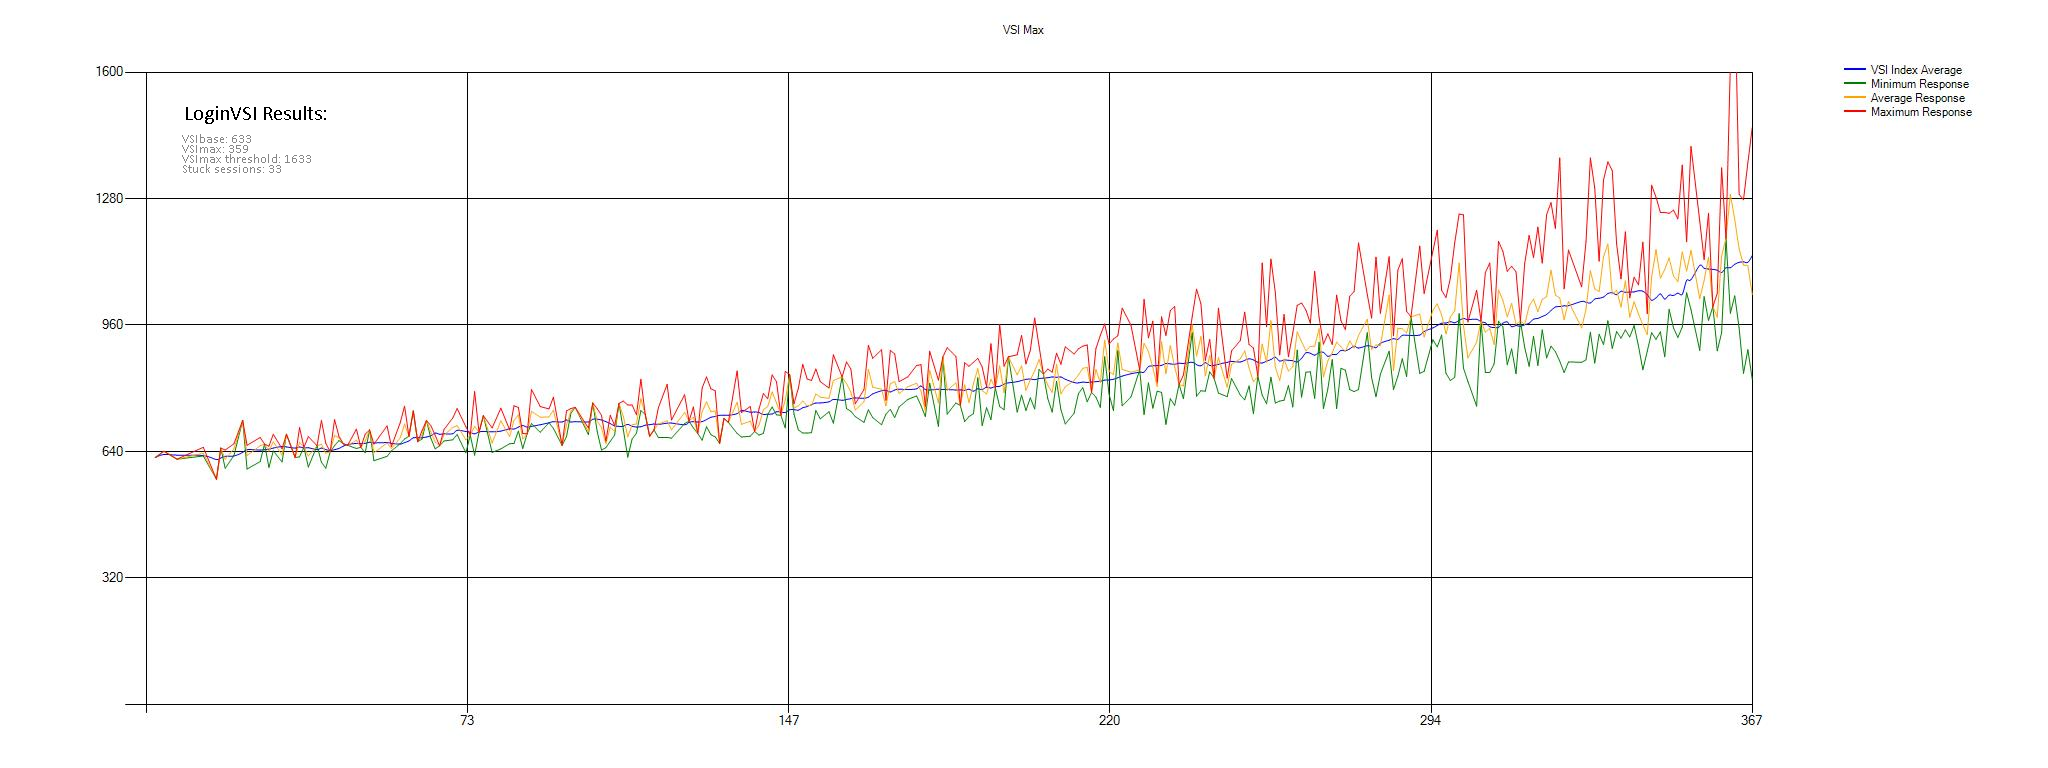 VSI Max
1600
1280
960
640
320
LoginVSI Results:
VSIbase: 633
VSImax: 359
VSImax threshold: 1633
Stuck sessions: 33
VSI Index Average
Minimum Response
Average Response
Maximum Response
73
147
220
294
367